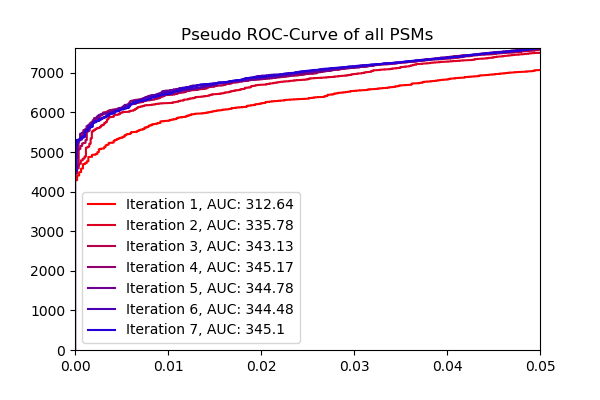 Pseudo ROC-Curve of all PSMs
7000
6000
5000
4000
3000
2000
1000
0
Iteration 1, AUC: 312.64
Iteration 2, AUC: 335.78
Iteration 3, AUC: 343.13
Iteration 4, AUC: 345.17
Iteration 5, AUC: 344.78
Iteration 6, AUC: 344.48
Iteration 7, AUC: 345.1
0.00 0.01 0.02 0.03 0.04 0.05